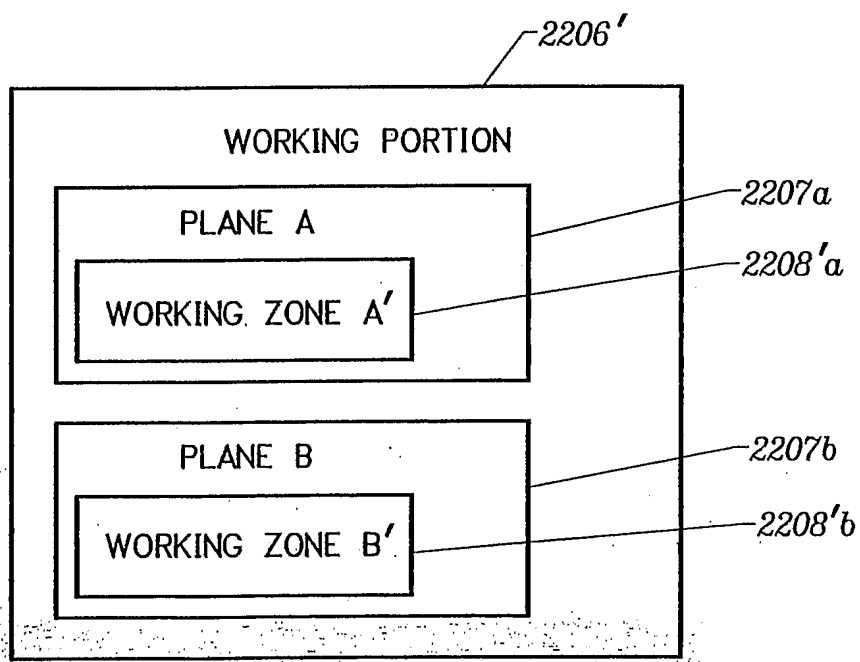 2206'
WORKING PORTION
2207a
PLANE A
2208'a
WORKING ZONE A'
2207b
PLANE B
2208'b
WORKING ZONE B'